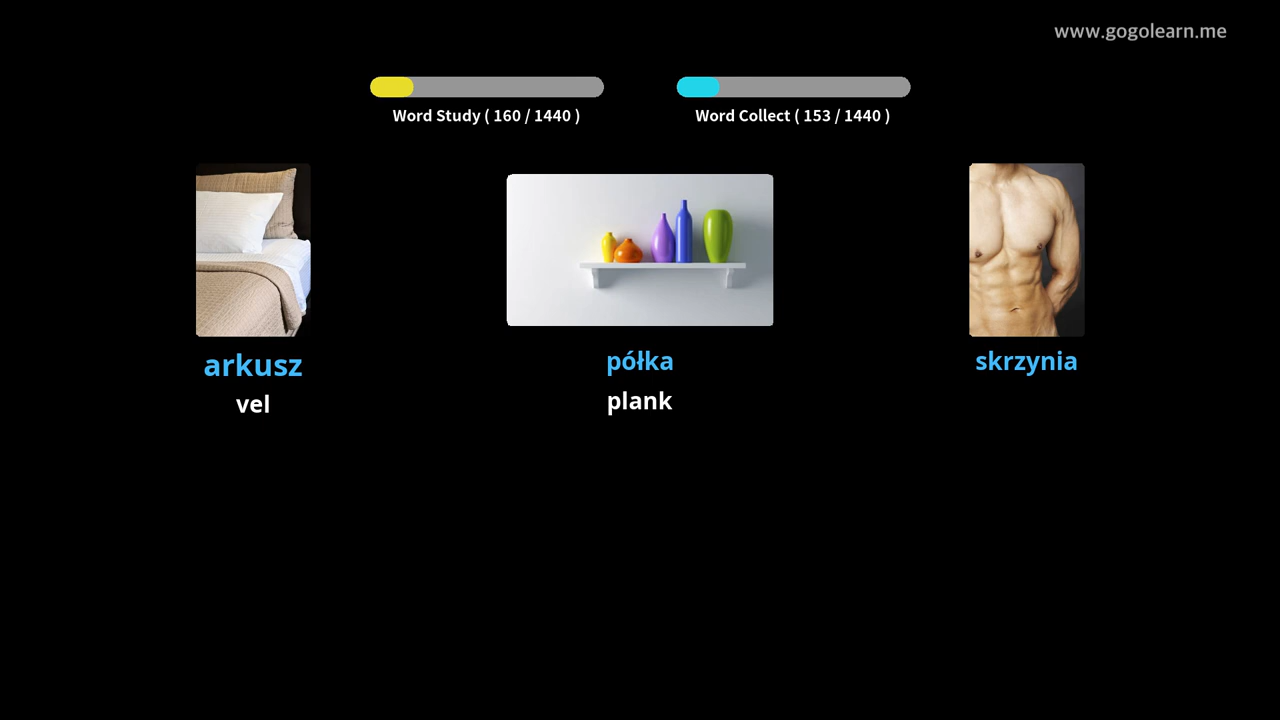 www.gogolearn.me
Word Study ( 160 / 1440 )
Word Collect ( 153 / 1440 )
arkusz
vel
półka
plank
skrzynia